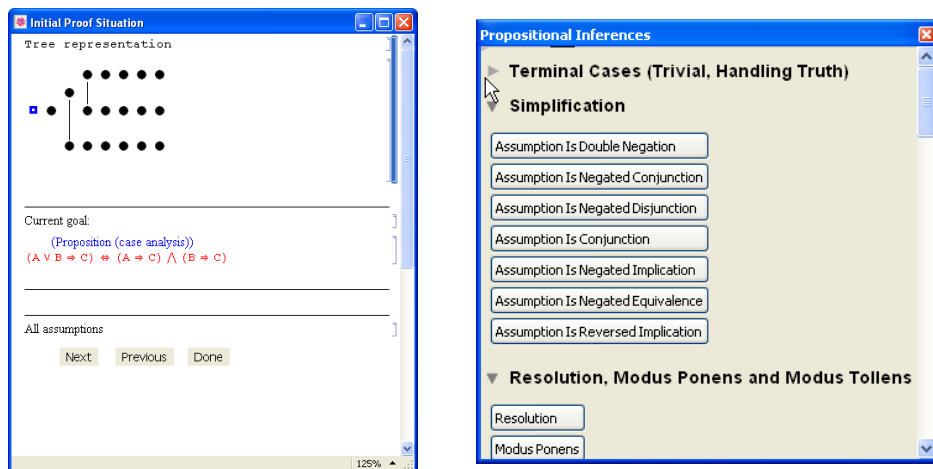 Initial Proof Situation
Tree representation
Current goal:
(Proposition (case analysis))
(A ∨ B ⇒ C) ⇔ (A ⇒ C) ⋀ (B ⇒ C)
All assumptions
Next Previous Done
125%
Propositional Inferences
Terminal Cases (Trivial, Handling Truth)
Simplification
Assumption Is Double Negation
Assumption Is Negated Conjunction
Assumption Is Negated Disjunction
Assumption Is Conjunction
Assumption Is Negated Implication
Assumption Is Negated Equivalence
Assumption Is Reversed Implication
Resolution, Modus Ponens and Modus Tollens
Resolution
Modus Ponens